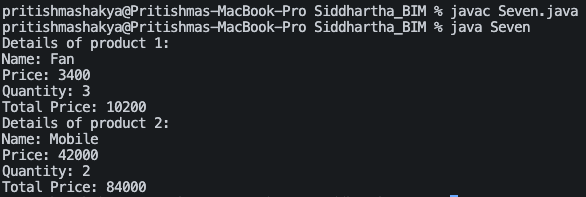 pritishmashakya@Pritishmas-MacBook-Pro Siddhartha_BIM % javac Seven.java
pritishmashakya@Pritishmas-MacBook-Pro Siddhartha_BIM % java Seven
Details of product 1:
Name: Fan
Price: 3400
Quantity: 3
Total Price: 10200
Details of product 2:
Name: Mobile
Price: 42000
Quantity: 2
Total Price: 84000